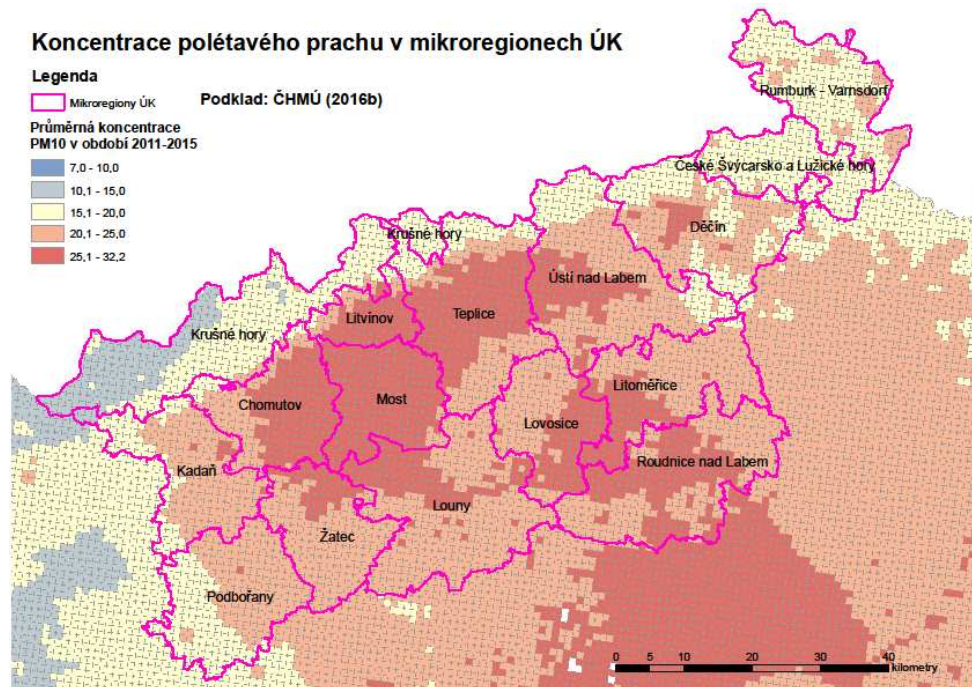 Koncentrace polétavého prachu v mikroregionech ÚK
Legenda
Mikroregiony ÚK
Podklad: ČHMÚ (2016b)
Průměrná koncentrace
PM10 v období 2011-2015
7,0 - 10,0
10,1 - 15,0
15,1 - 20,0
20,1 - 25,0
25,1 - 32,2
Rumburk - Varnsdorf
České Švýcarsko a Lužické hory
Děčín
Krušné hory
Ústí nad Labem
Teplice
Litvínov
Krušné hory
Litoměřice
Chomutov
Most
Lovosice
Roudnice nad Labem
Kadaň
Louny
Žatec
Podbořany
0 5 10 20 30 40
kilometry